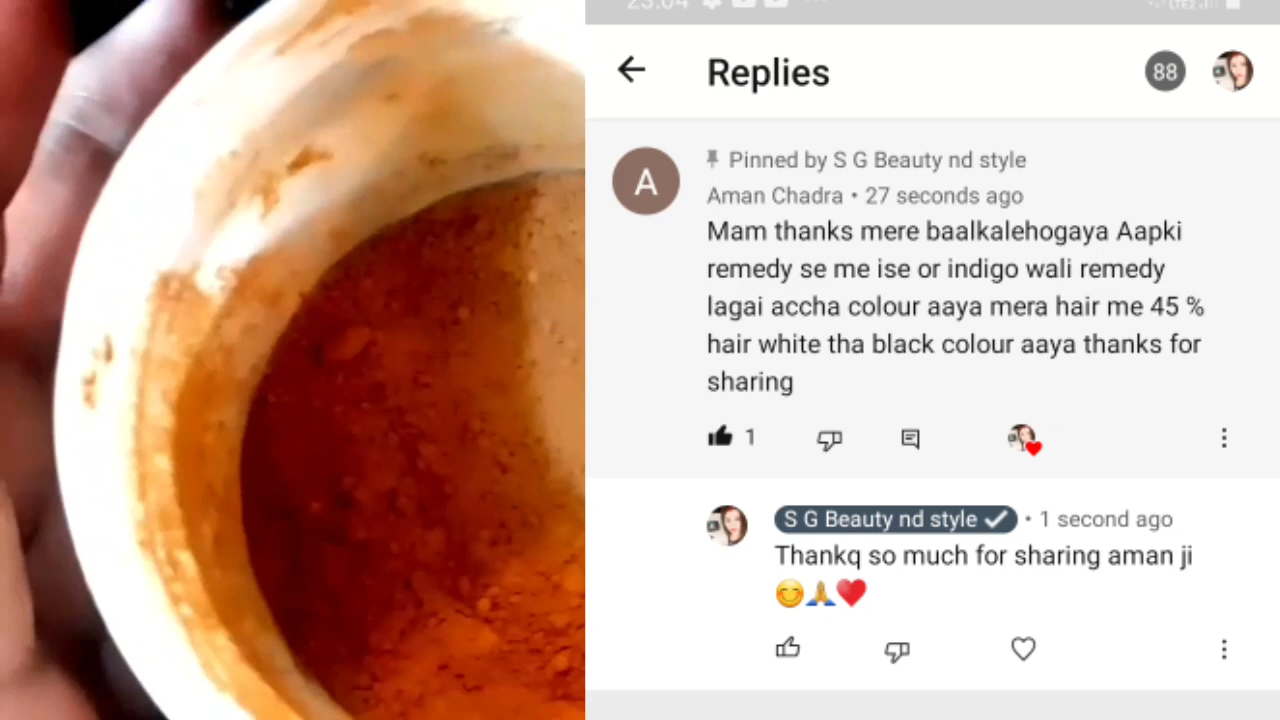 23:04
Replies
88
A
Pinned by S G Beauty nd style
Aman Chadra • 27 seconds ago
Mam thanks mere baalkalehogaya Aapki
remedy se me ise or indigo wali remedy
lagai accha colour aaya mera hair me 45 %
hair white tha black colour aaya thanks for
sharing
1
S G Beauty nd style • 1 second ago
Thankq so much for sharing aman ji
😊🙏❤️